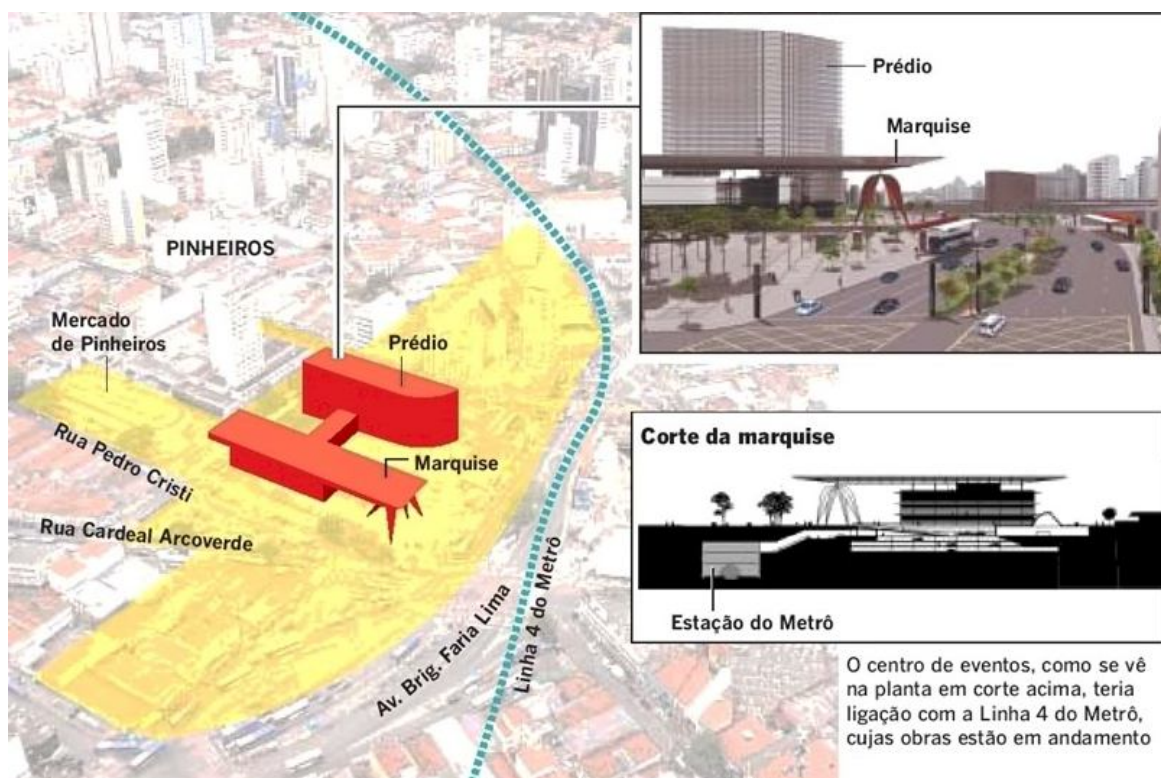 Prédio
Marquise
PINHEIROS
Mercado
de Pinheiros
Prédio
Marquise
Rua Pedro Cristi
Rua Cardeal Arcoverde
Av. Brig. Faria Lima
Linha 4 do Metrô
Corte da marquise
Estação do Metrô
O centro de eventos, como se vê
na planta em corte acima, teria
ligação com a Linha 4 do Metrô,
cujas obras estão em andamento